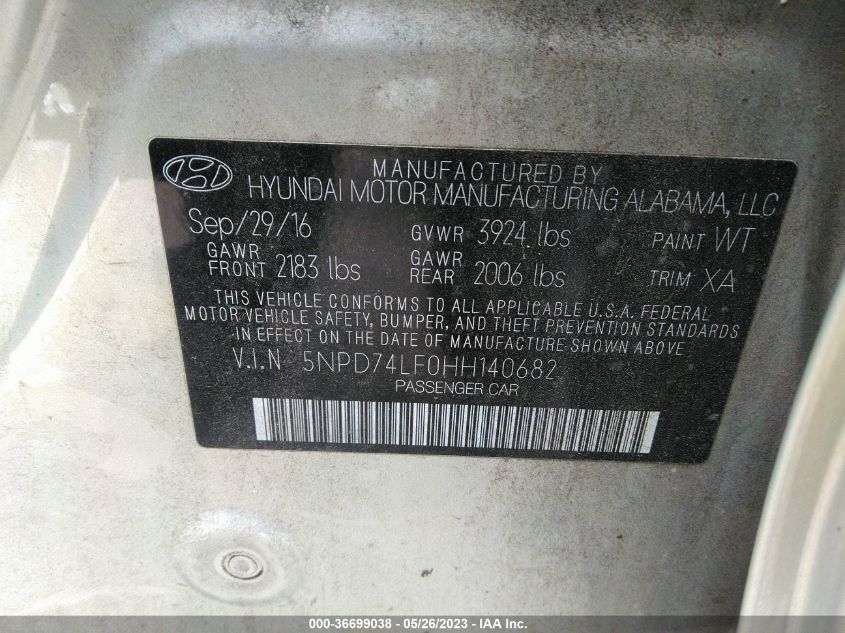 MANUFACTURED BY
HYUNDAI MOTOR MANUFACTURING ALABAMA, LLC
Sep/29/16 GVWR 3924 lbs PAINT WT
GAWR FRONT 2183 lbs GAWR REAR 2006 lbs TRIM XA
THIS VEHICLE CONFORMS TO ALL APPLICABLE U.S.A. FEDERAL
MOTOR VEHICLE SAFETY, BUMPER, AND THEFT PREVENTION STANDARDS
IN EFFECT ON THE DATE OF MANUFACTURE SHOWN ABOVE
V.I.N 5NPD74LF0HH140682
PASSENGER CAR
000-36699038 - 05/26/2023 - IAA Inc.